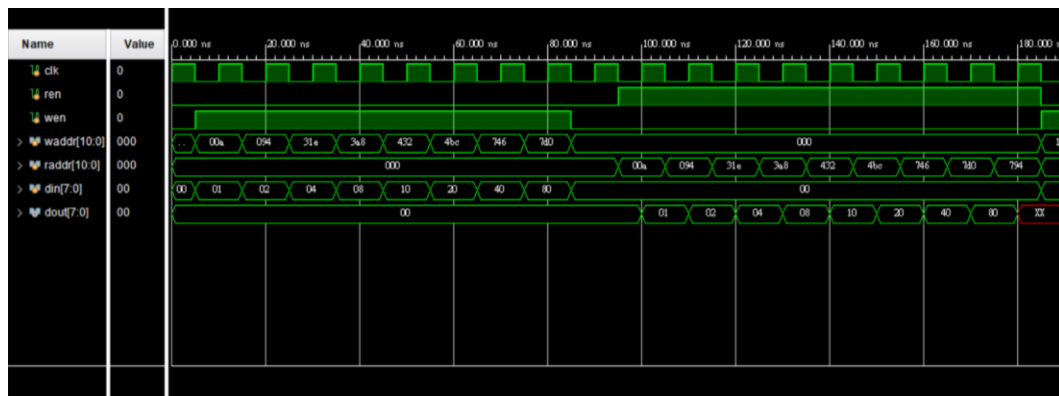 Name Value 0.000 ns 20.000 ns 40.000 ns 60.000 ns 80.000 ns 100.000 ns 120.000 ns 140.000 ns 160.000 ns 180.000
clk 0
ren 0
wen 0
> waddr[10:0] 000 .. 00a 094 31e 3a8 432 4bc 746 7d0 000
> raddr[10:0] 000 000 00a 094 31e 3a8 432 4bc 746 7d0 794
> din[7:0] 00 00 01 02 04 08 10 20 40 80 00
> dout[7:0] 00 00 01 02 04 08 10 20 40 80 XX